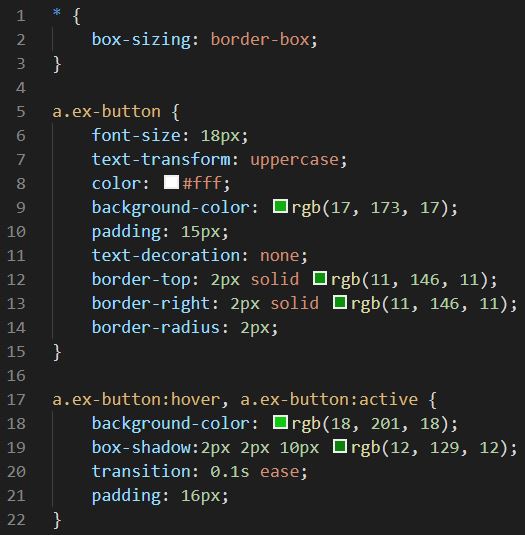 1 * {
2     box-sizing: border-box;
3 }
4
5 a.ex-button {
6     font-size: 18px;
7     text-transform: uppercase;
8     color: #fff;
9     background-color: rgb(17, 173, 17);
10     padding: 15px;
11     text-decoration: none;
12     border-top: 2px solid rgb(11, 146, 11);
13     border-right: 2px solid rgb(11, 146, 11);
14     border-radius: 2px;
15 }
16
17 a.ex-button:hover, a.ex-button:active {
18     background-color: rgb(18, 201, 18);
19     box-shadow:2px 2px 10px rgb(12, 129, 12);
20     transition: 0.1s ease;
21     padding: 16px;
22 }